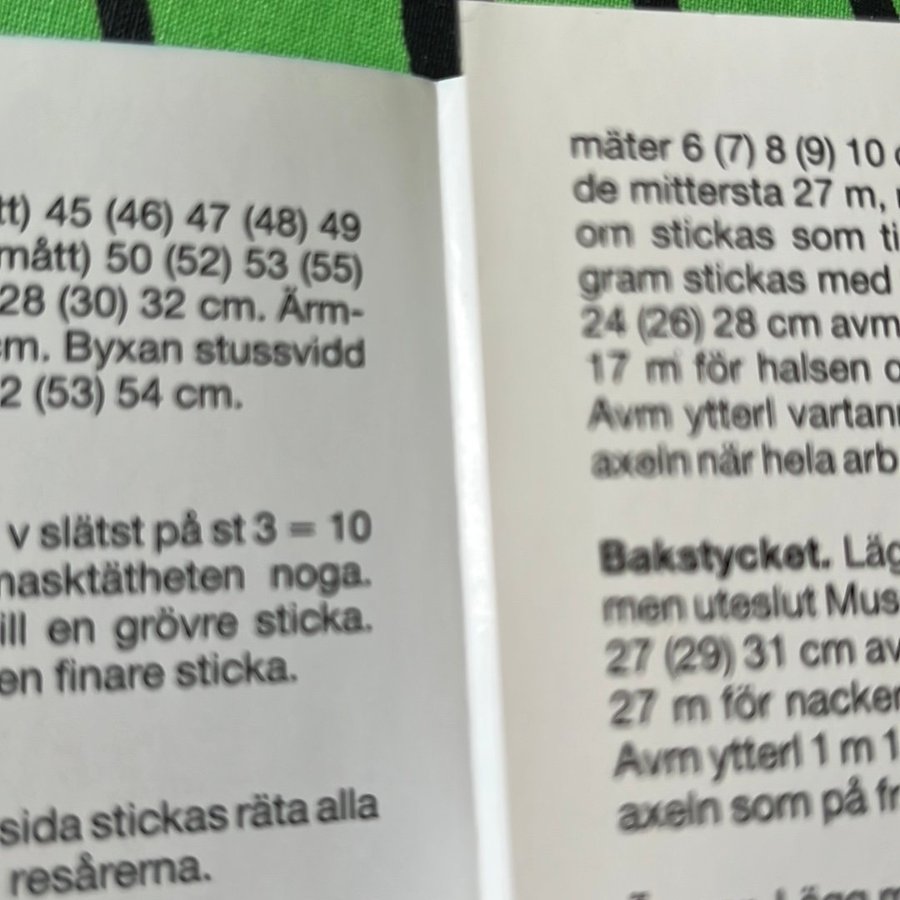 tt) 45 (46) 47 (48) 49
mått) 50 (52) 53 (55)
28 (30) 32 cm. Ärm-
cm. Byxan stussvidd
2 (53) 54 cm.
v slätst på st 3 = 10
masktätheten noga.
ill en grövre sticka.
en finare sticka.
sida stickas räta alla
resårerna.
mäter 6 (7) 8 (9) 10
de mittersta 27 m,
om stickas som ti
gram stickas med
24 (26) 28 cm avm
17 m för halsen o
Avm ytterl vartann
axeln när hela arb
Bakstycket. Läg
men uteslut Mus
27 (29) 31 cm av
27 m för nacken
Avm ytterl 1 m 1
axeln som på fr